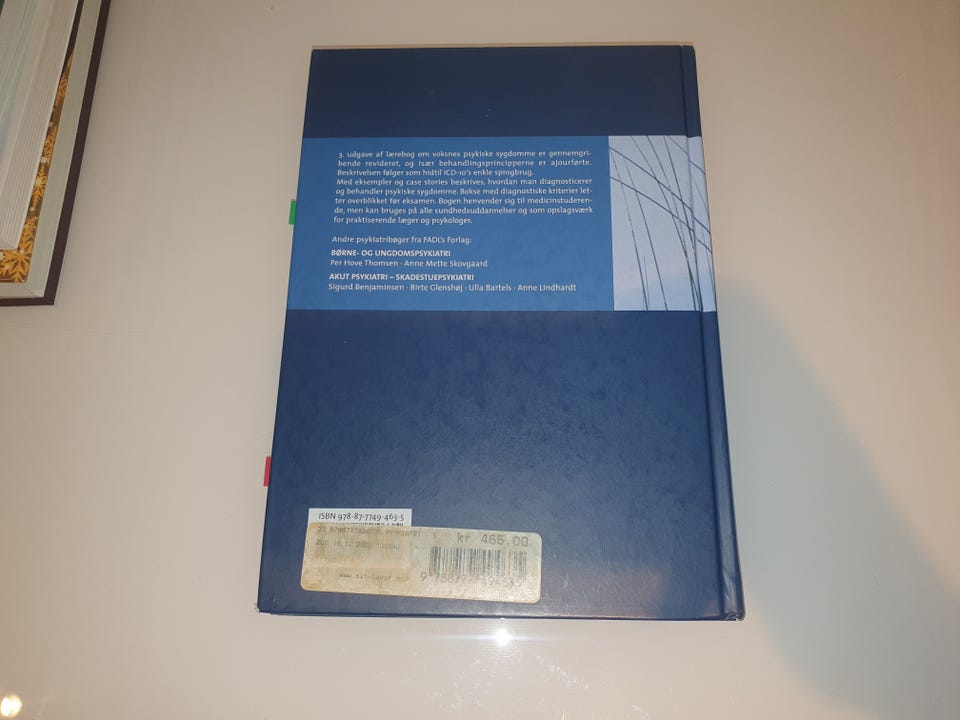 3. udgave af lærebog om voksnes psykiske sygdomme er gennemgri-
bende revideret, og især behandlingsprincipperne er ajourførte.
Beskrivelsen følger som hidtil ICD-10's enkle sprogbrug.
Med eksempler og case stories beskrives, hvordan man diagnosticerer
og behandler psykiske sygdomme. Bokse med diagnostiske kriterier let-
ter overblikket før eksamen. Bogen henvender sig til medicinstuderen-
de, men kan bruges på alle sundhedsuddannelser og som opslagsværk
for praktiserende læger og psykologer.
Andre psykiatribøger fra FADL's Forlag:
BØRNE- OG UNGDOMSPSYKIATRI
Per Hove Thomsen · Anne Mette Skovgaard
AKUT PSYKIATRI – SKADESTUEPSYKIATRI
Sigurd Benjaminsen · Birte Glenshøj · Ulla Bartels · Anne Lindhardt
ISBN 978-87-7749-463-5
PSYKIATRI
kr 465.00
9 788777 494635